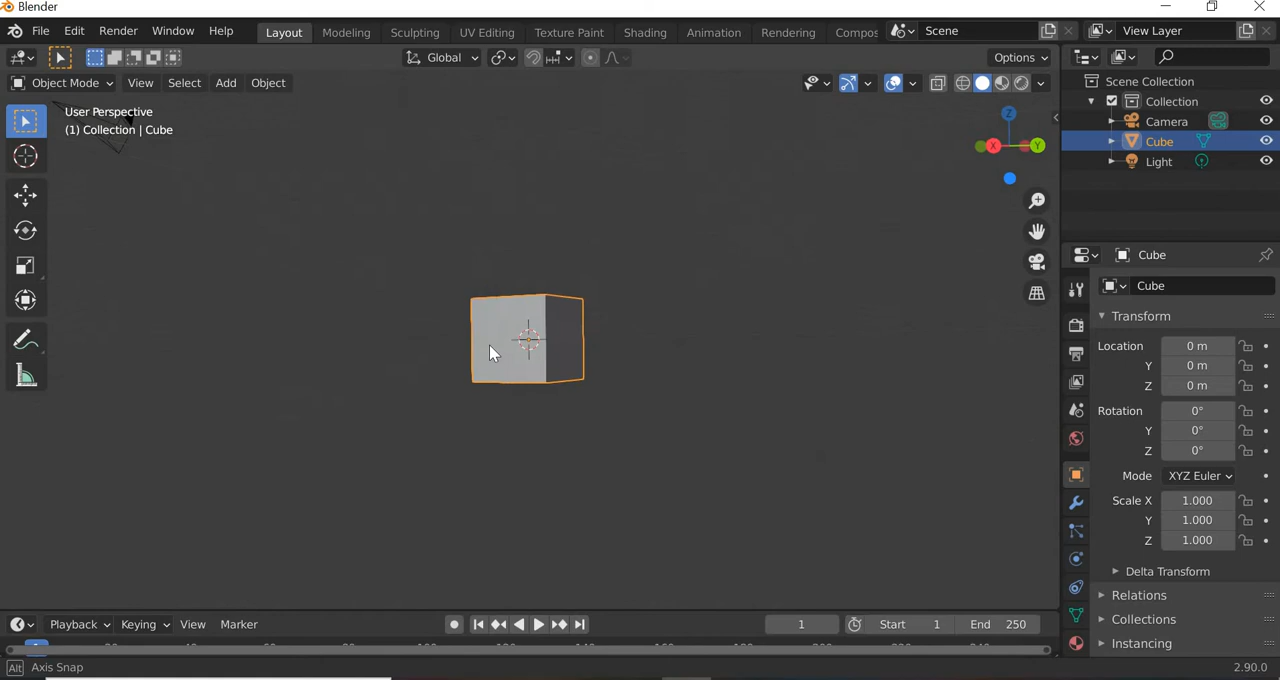 Blender
File Edit Render Window Help Layout Modeling Sculpting UV Editing Texture Paint Shading Animation Rendering Compos Scene View Layer
Global Options
Object Mode View Select Add Object
User Perspective
(1) Collection | Cube
Z
X Y
Scene Collection
Collection
Camera
Cube
Light
Cube
Cube
Transform
Location 0 m
Y 0 m
Z 0 m
Rotation 0°
Y 0°
Z 0°
Mode XYZ Euler
Scale X 1.000
Y 1.000
Z 1.000
Delta Transform
Relations
Collections
Instancing
Playback Keying View Marker 1 Start 1 End 250
Alt Axis Snap 2.90.0